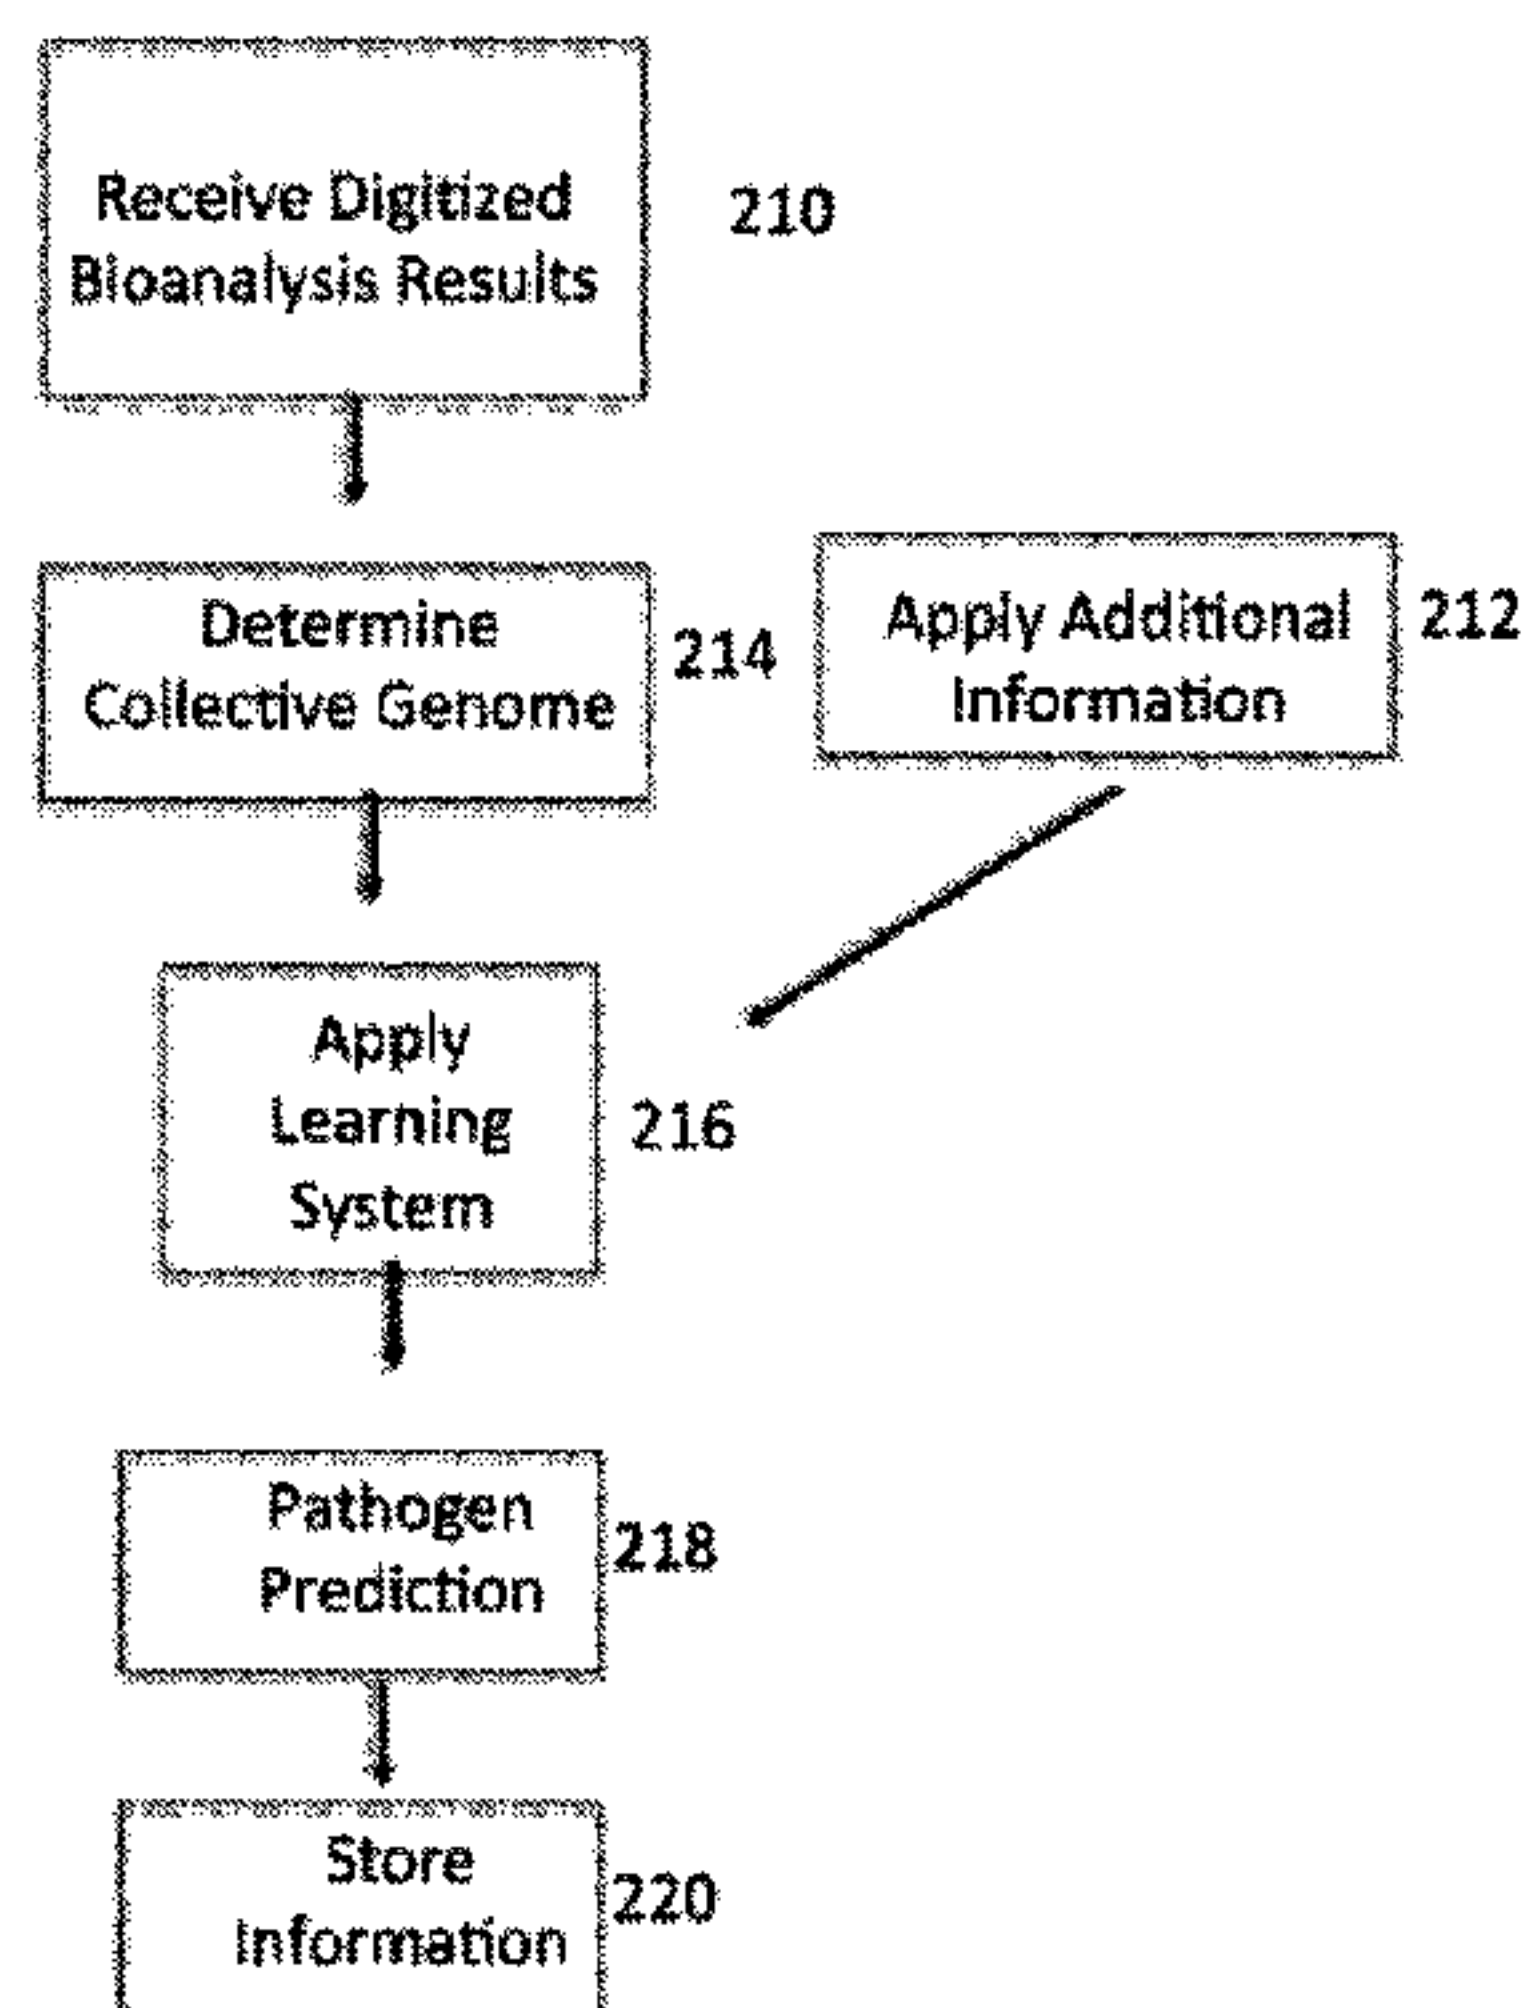 Receive Digitized
Bioanalysis Results
210
Determine
Collective Genome
214
Apply Additional
Information
212
Apply
Learning
System
216
Pathogen
Prediction
218
Store
Information
220